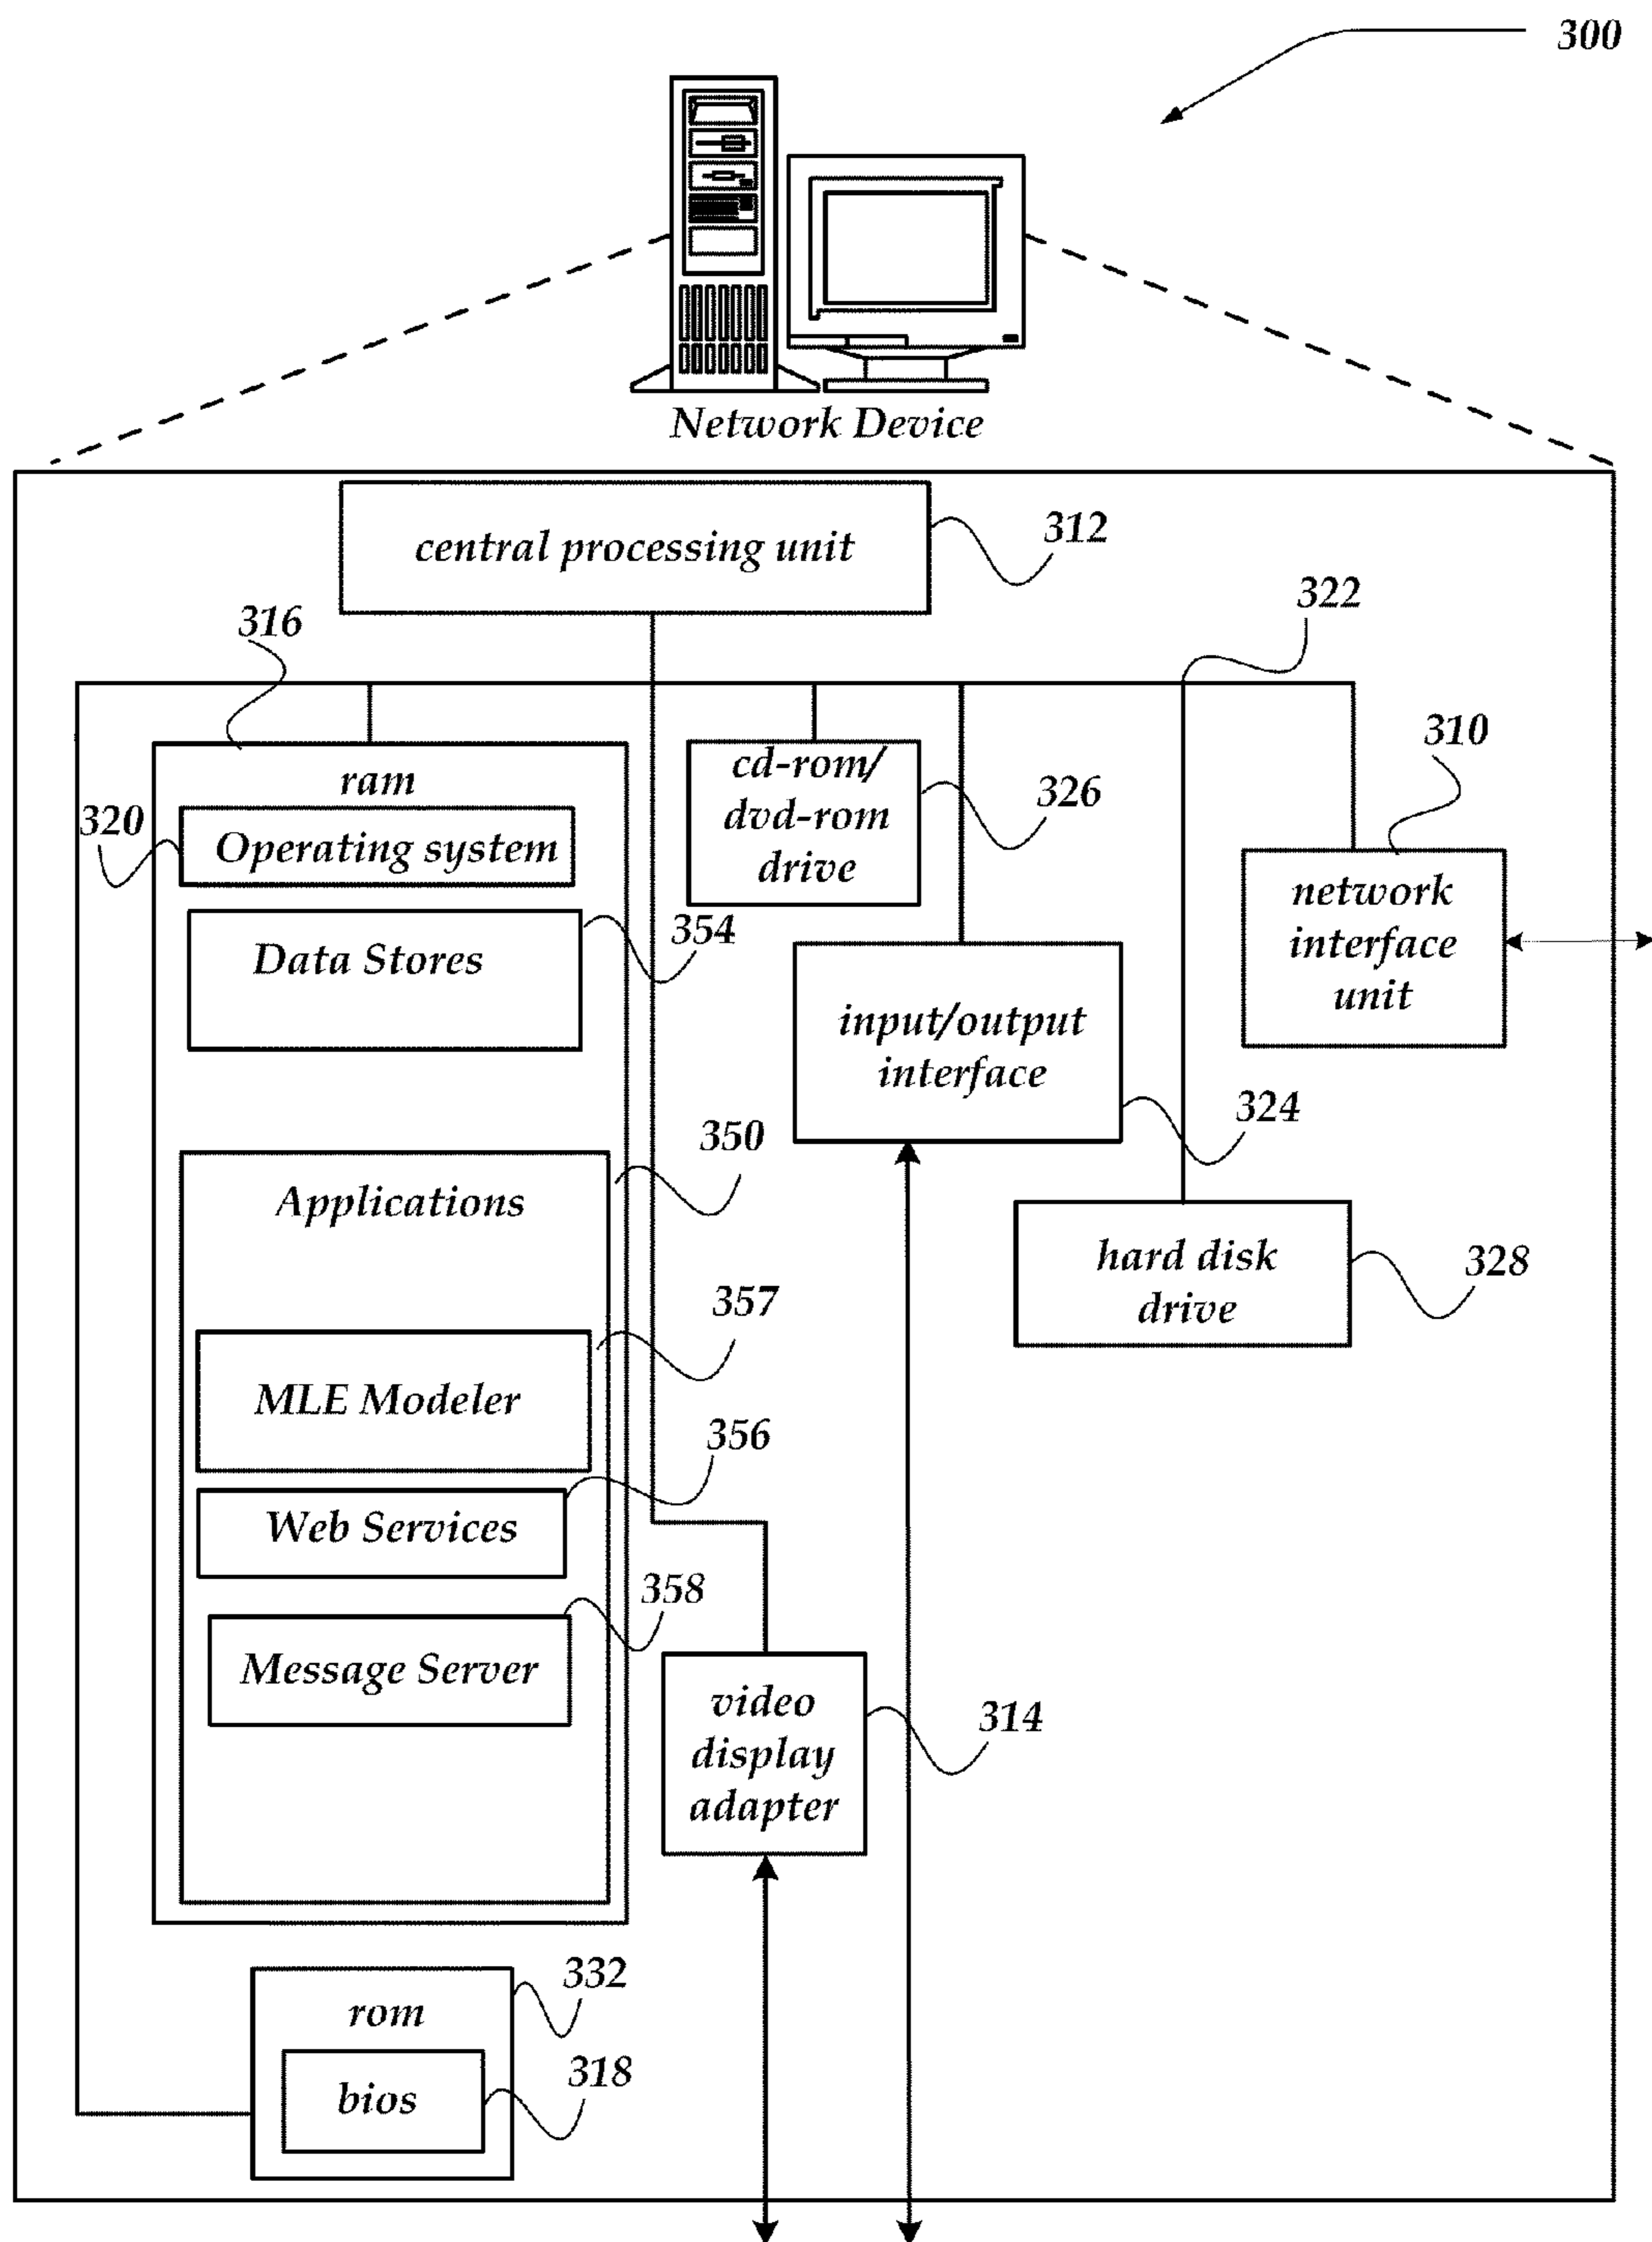 300
Network Device
central processing unit
312
322
316
310
ram
cd-rom/
dvd-rom
drive
326
320
Operating system
network
interface
unit
354
Data Stores
input/output
interface
324
350
Applications
hard disk
drive
328
357
MLE Modeler
356
Web Services
358
Message Server
video
display
adapter
314
332
rom
318
bios